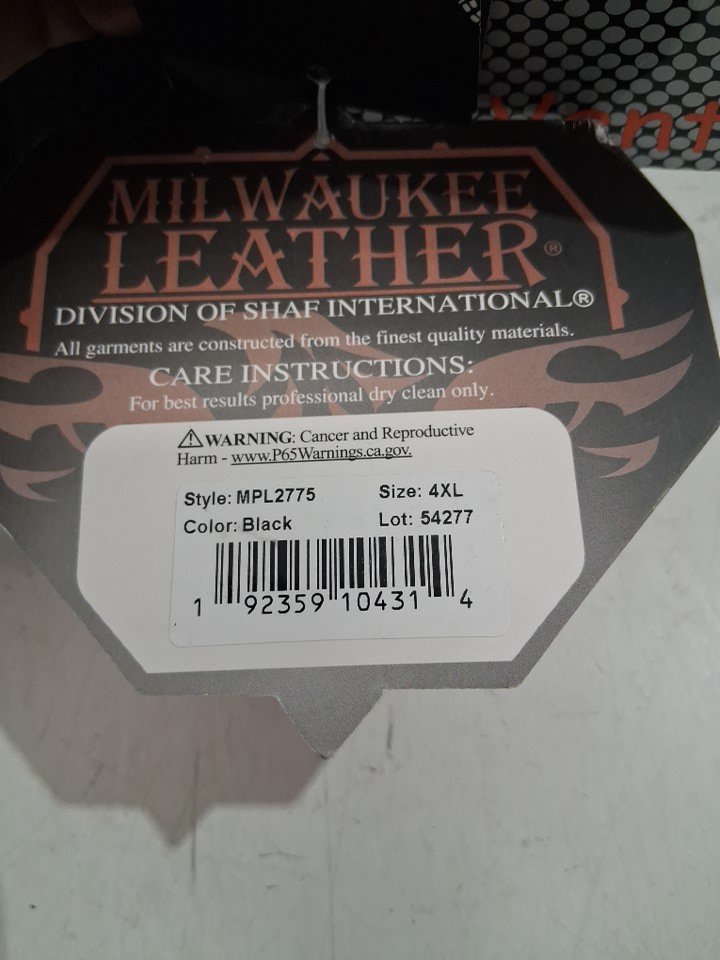 Vent
MILWAUKEE
LEATHER®
DIVISION OF SHAF INTERNATIONAL®
All garments are constructed from the finest quality materials.
CARE INSTRUCTIONS:
For best results professional dry clean only.
⚠WARNING: Cancer and Reproductive
Harm - www.P65Warnings.ca.gov.
Style: MPL2775 Size: 4XL
Color: Black Lot: 54277
1 92359 10431 4